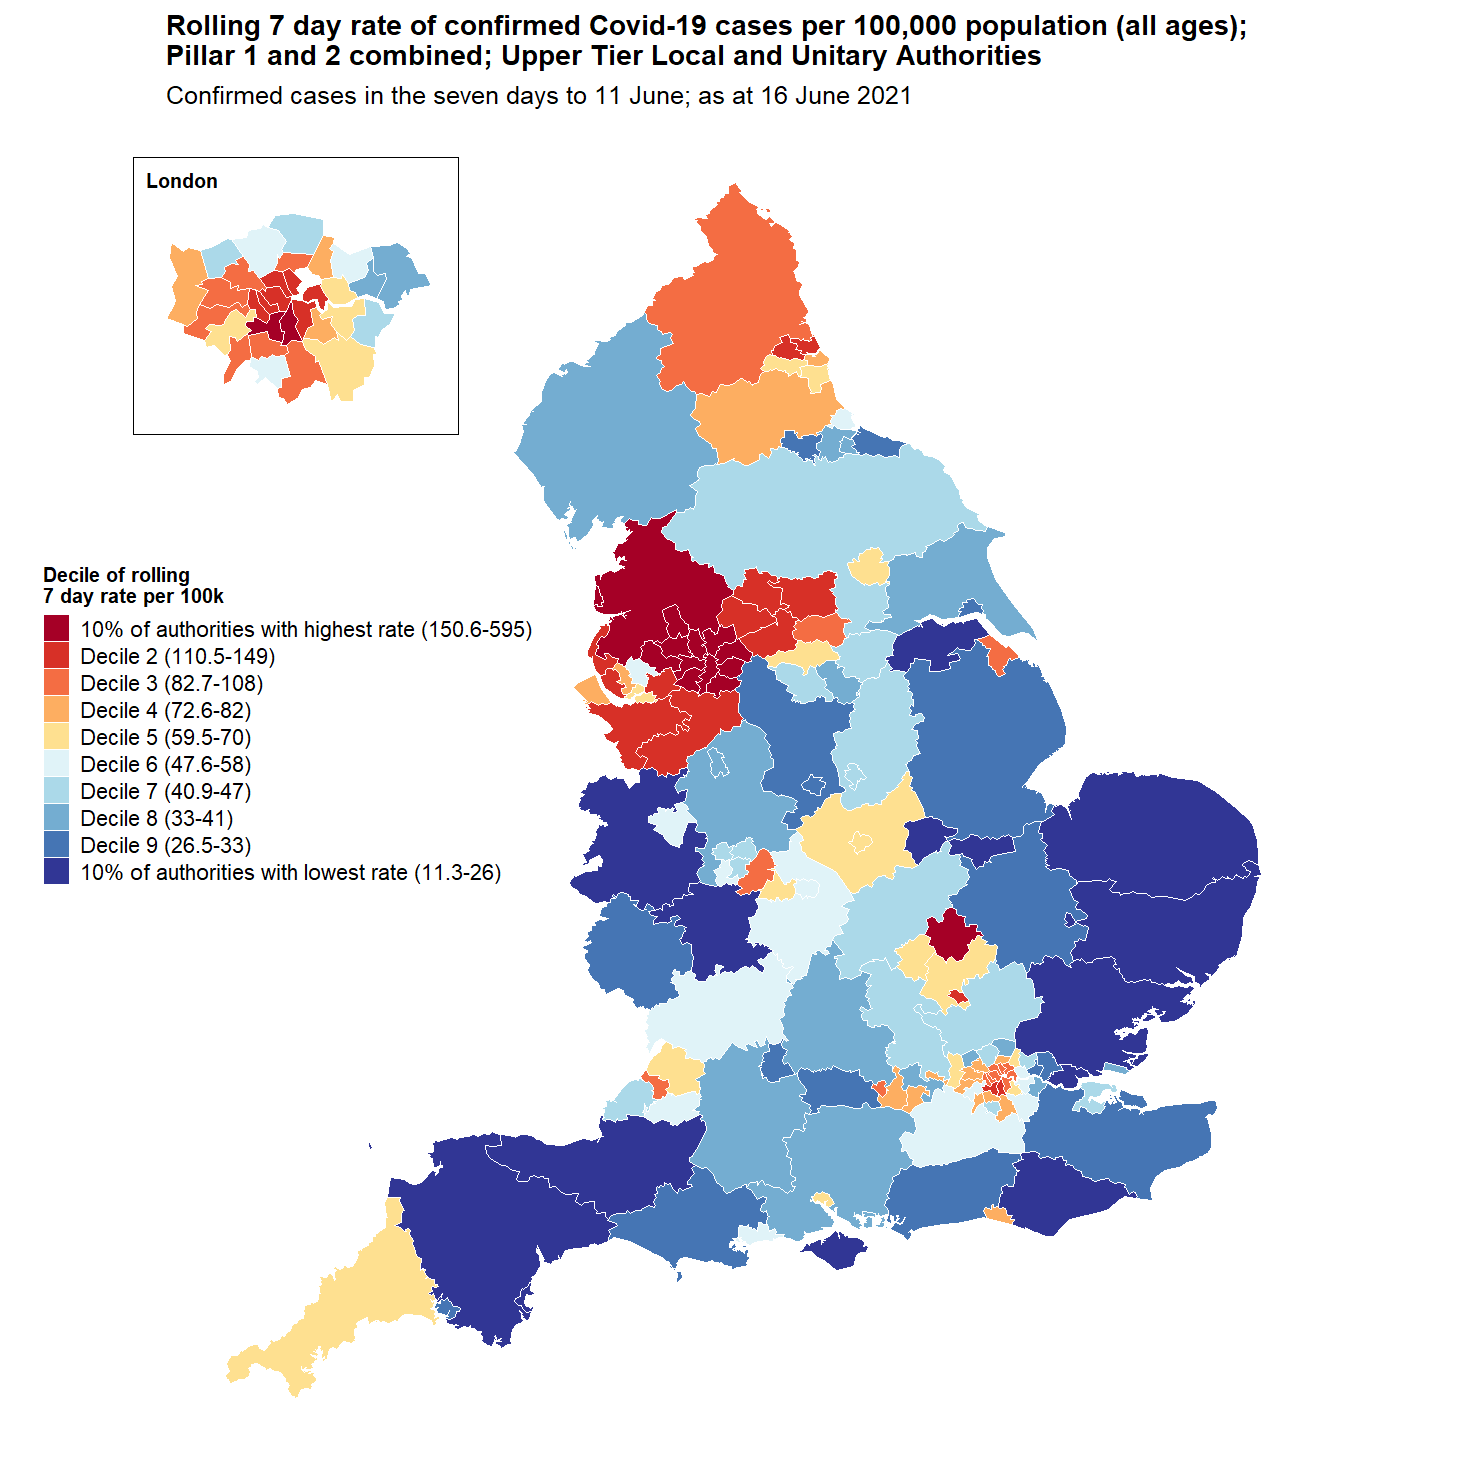 Rolling 7 day rate of confirmed Covid-19 cases per 100,000 population (all ages);
Pillar 1 and 2 combined; Upper Tier Local and Unitary Authorities
Confirmed cases in the seven days to 11 June; as at 16 June 2021
London
Decile of rolling
7 day rate per 100k
10% of authorities with highest rate (150.6-595)
Decile 2 (110.5-149)
Decile 3 (82.7-108)
Decile 4 (72.6-82)
Decile 5 (59.5-70)
Decile 6 (47.6-58)
Decile 7 (40.9-47)
Decile 8 (33-41)
Decile 9 (26.5-33)
10% of authorities with lowest rate (11.3-26)